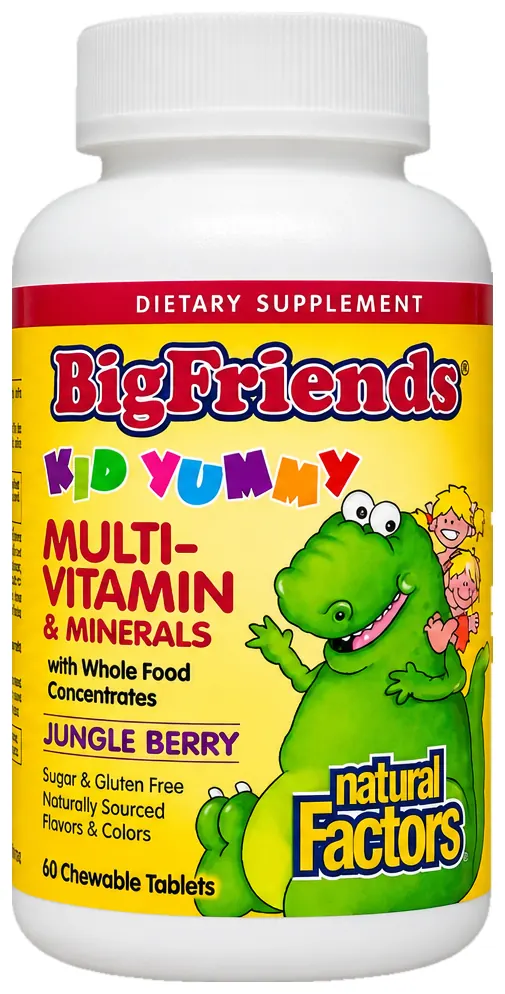 DIETARY SUPPLEMENT
BigFriends®
KID YUMMY
MULTI-
VITAMIN
& MINERALS
with Whole Food
Concentrates
JUNGLE BERRY
Sugar & Gluten Free
Naturally Sourced
Flavors & Colors
60 Chewable Tablets
natural
Factors®